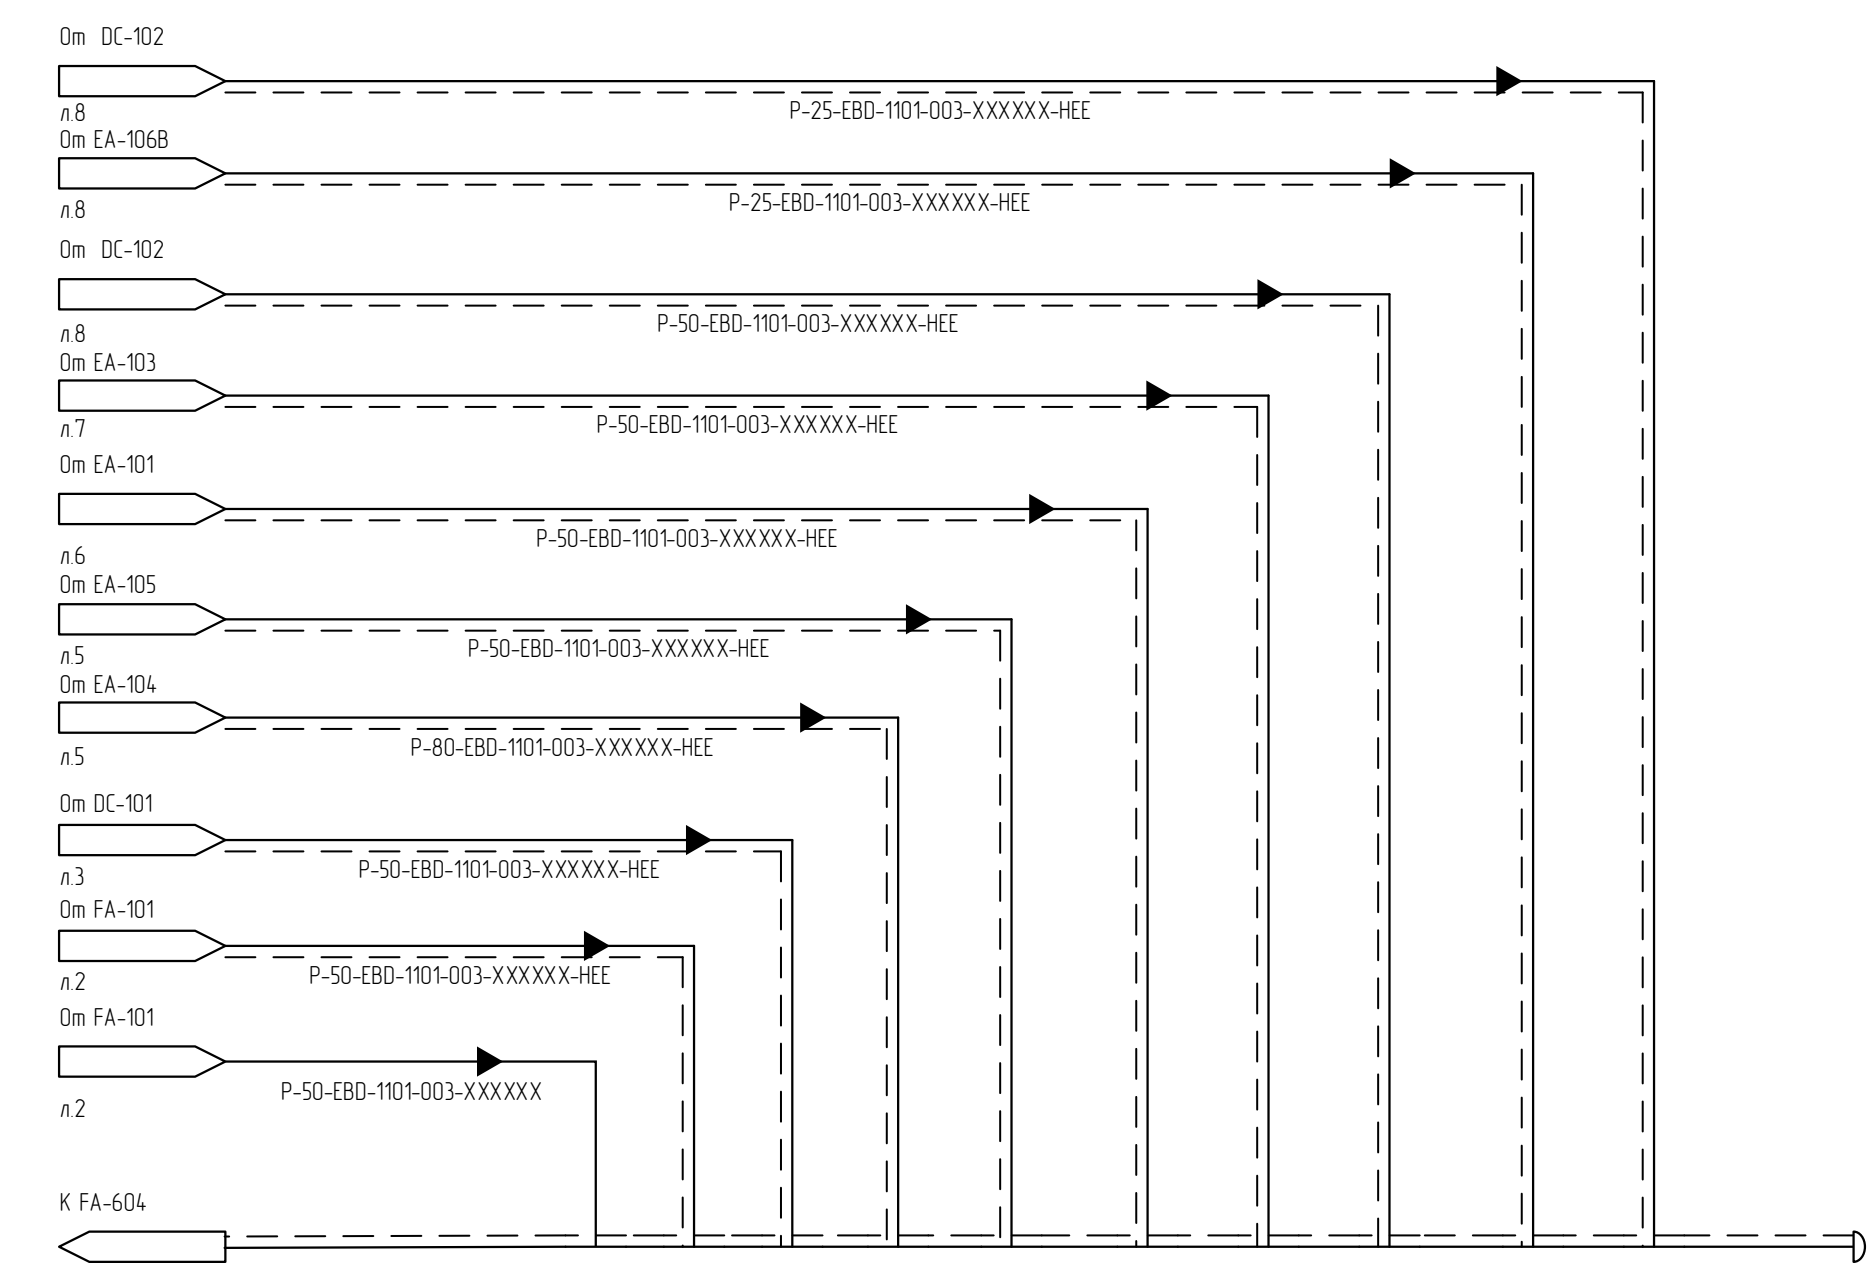 От DC-102
P-25-EBD-1101-003-XXXXXX-HEE
л.8
От EA-106B
P-25-EBD-1101-003-XXXXXX-HEE
л.8
От DC-102
P-50-EBD-1101-003-XXXXXX-HEE
л.8
От EA-103
P-50-EBD-1101-003-XXXXXX-HEE
л.7
От EA-101
P-50-EBD-1101-003-XXXXXX-HEE
л.6
От EA-105
P-50-EBD-1101-003-XXXXXX-HEE
л.5
От EA-104
P-80-EBD-1101-003-XXXXXX-HEE
л.5
От DC-101
P-50-EBD-1101-003-XXXXXX-HEE
л.3
От FA-101
P-50-EBD-1101-003-XXXXXX-HEE
л.2
От FA-101
P-50-EBD-1101-003-XXXXXX
л.2
К FA-604